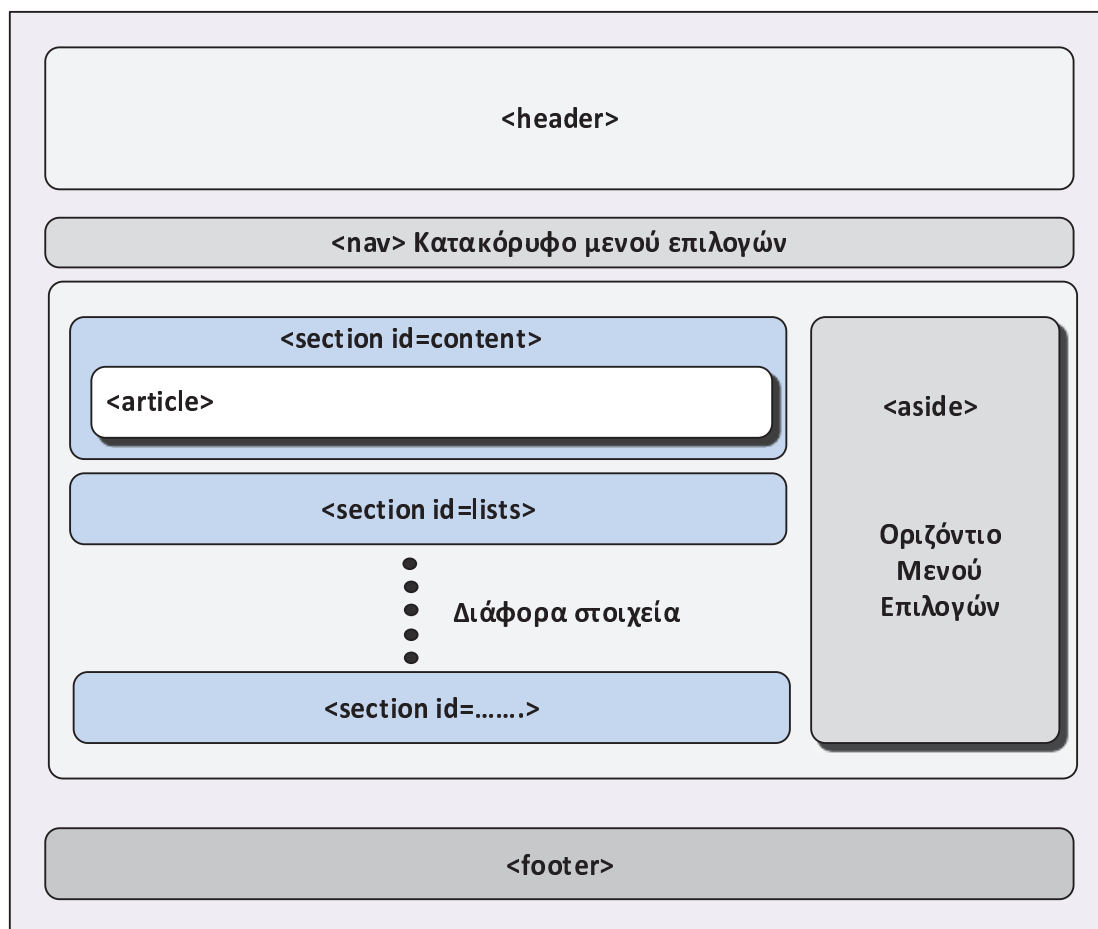 <header>
<nav> Κατακόρυφο μενού επιλογών
<section id=content>
<article>
<section id=lists>
Διάφορα στοιχεία
<section id=…….>
<aside>
Οριζόντιο
Μενού
Επιλογών
<footer>